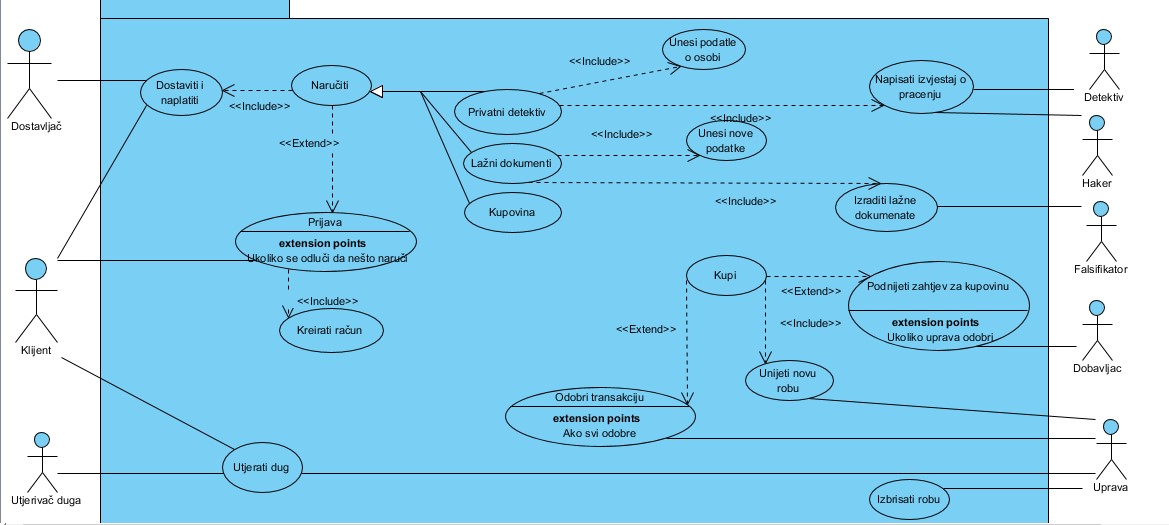 Unesi podatle
o osobi
<<Include>>
Dostaviti i
naplatiti
Naručiti
<<Include>>
Privatni detektiv
Napisati izvjestaj o
pracenju
Detektiv
Dostavljač
<<Include>>
<<Include>>
Unesi nove
podatke
<<Extend>>
Lažni dokumenti
Haker
<<Include>>
Izraditi lažne
dokumenate
Kupovina
Prijava
extension points
Ukoliko se odluči da nešto naruči
Falsifikator
Kupi
<<Extend>>
Podnijeti zahtjev za kupovinu
extension points
Ukoliko uprava odobri
<<Include>>
Kreirati račun
<<Extend>>
<<Include>>
Klijent
Dobavljac
Unijeti novu
robu
Odobri transakciju
extension points
Ako svi odobre
Utjerati dug
Utjerivač duga
Uprava
Izbrisati robu